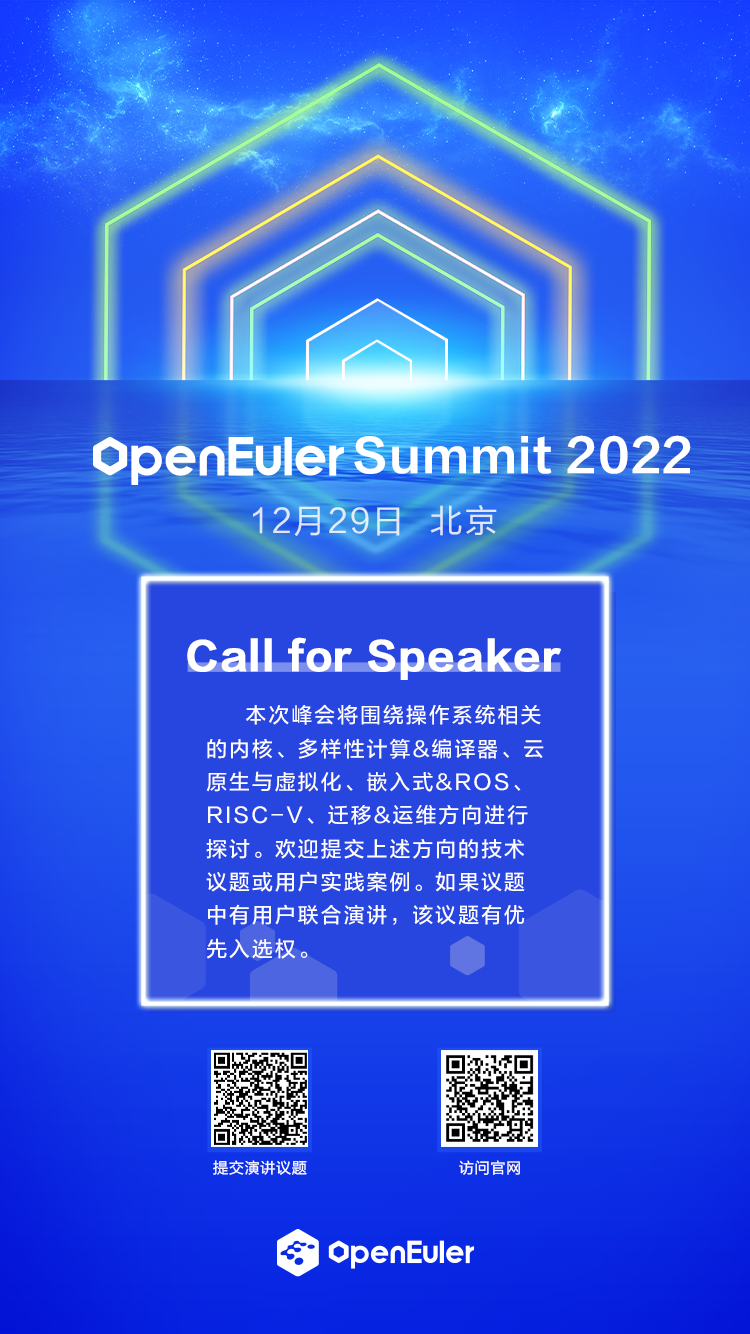 OpenEuler Summit 2022
12月29日 北京
Call for Speaker
本次峰会将围绕操作系统相关
的内核、多样性计算&编译器、云
原生与虚拟化、嵌入式&ROS、
RISC-V、迁移&运维方向进行
探讨。欢迎提交上述方向的技术
议题或用户实践案例。如果议题
中有用户联合演讲，该议题有优
先入选权。
提交演讲议题
访问官网
OpenEuler